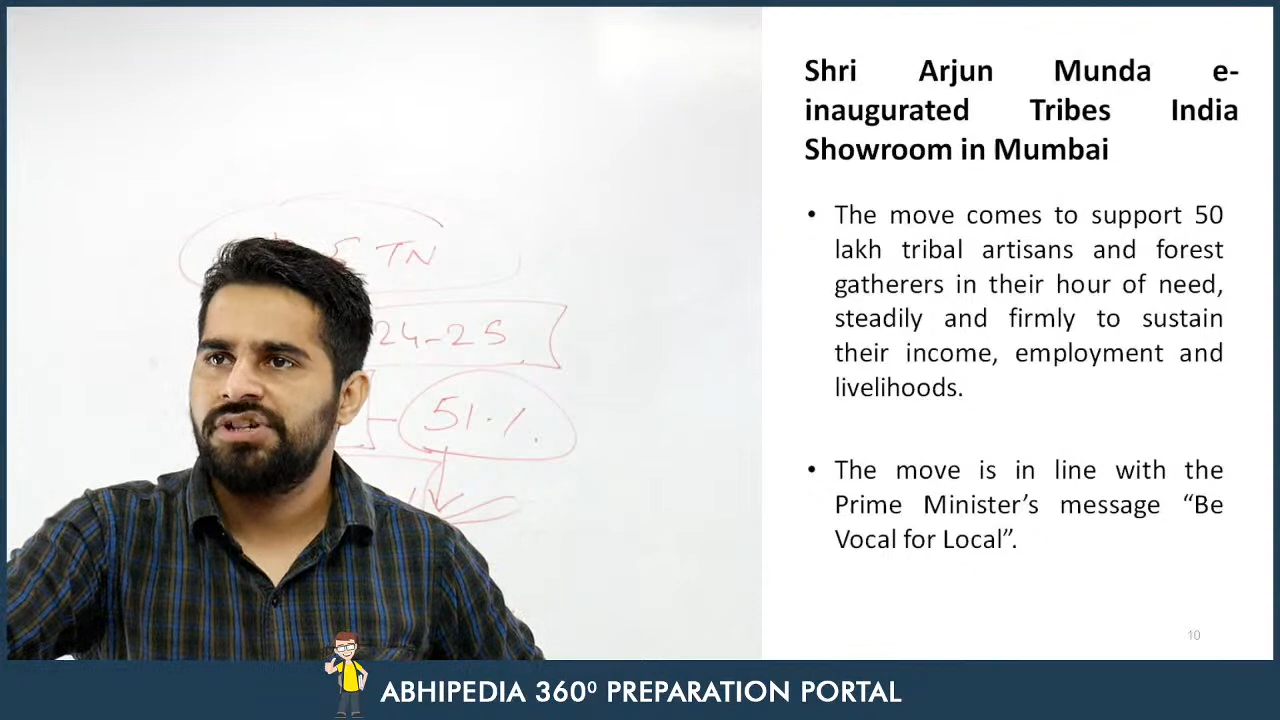 TN
24-25
51.%
Shri Arjun Munda e-
inaugurated Tribes India
Showroom in Mumbai
• The move comes to support 50
lakh tribal artisans and forest
gatherers in their hour of need,
steadily and firmly to sustain
their income, employment and
livelihoods.
• The move is in line with the
Prime Minister’s message “Be
Vocal for Local”.
10
ABHIPEDIA 360⁰ PREPARATION PORTAL